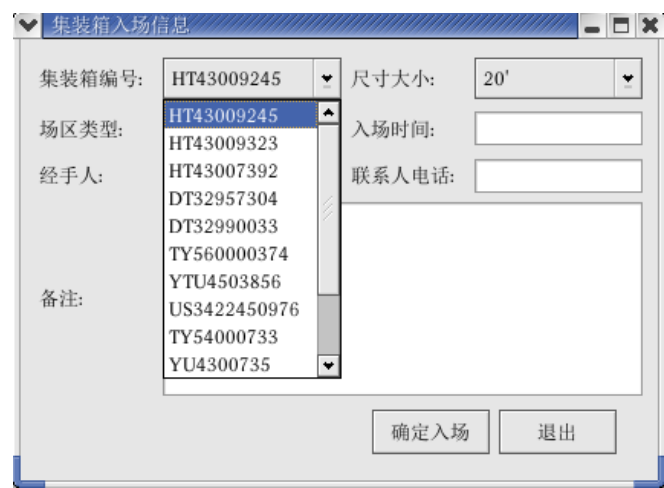 集装箱入场信息
集装箱编号: HT43009245 尺寸大小: 20'
场区类型: 入场时间:
经手人: 联系人电话:
HT43009245
HT43009323
HT43007392
DT32957304
DT32990033
TY560000374
YTU4503856
US3422450976
TY54000733
YU4300735
备注:
确定入场 退出